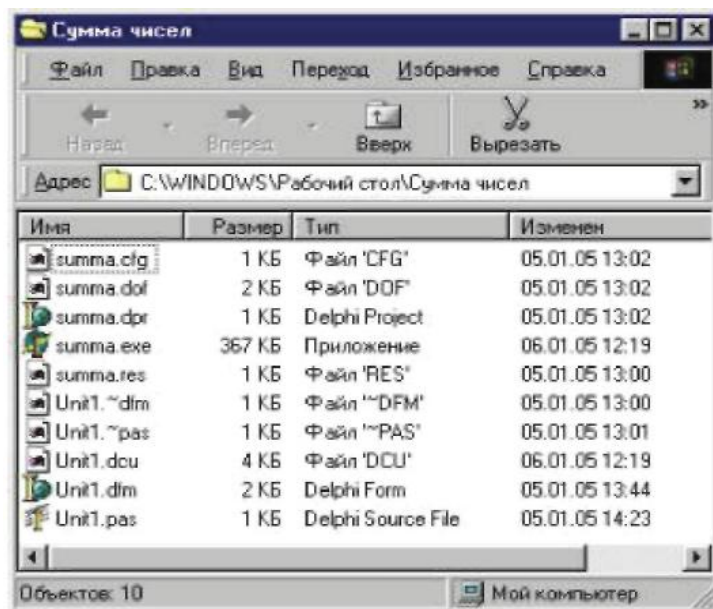 Сумма чисел
Файл Правка Вид Переход Избранное Справка
Назад Вперед Вверх Вырезать
Адрес C:\WINDOWS\Рабочий стол\Сумма чисел
Имя Размер Тип Изменен
summa.cfg 1 КБ Файл 'CFG' 05.01.05 13:02
summa.dof 2 КБ Файл 'DOF' 05.01.05 13:02
summa.dpr 1 КБ Delphi Project 05.01.05 13:02
summa.exe 367 КБ Приложение 06.01.05 12:19
summa.res 1 КБ Файл 'RES' 05.01.05 13:00
Unit1.~dfm 1 КБ Файл '~DFM' 05.01.05 13:00
Unit1.~pas 1 КБ Файл '~PAS' 05.01.05 13:01
Unit1.dcu 4 КБ Файл 'DCU' 06.01.05 12:19
Unit1.dfm 2 КБ Delphi Form 05.01.05 13:44
Unit1.pas 1 КБ Delphi Source File 05.01.05 14:23
Объектов: 10 Мой компьютер